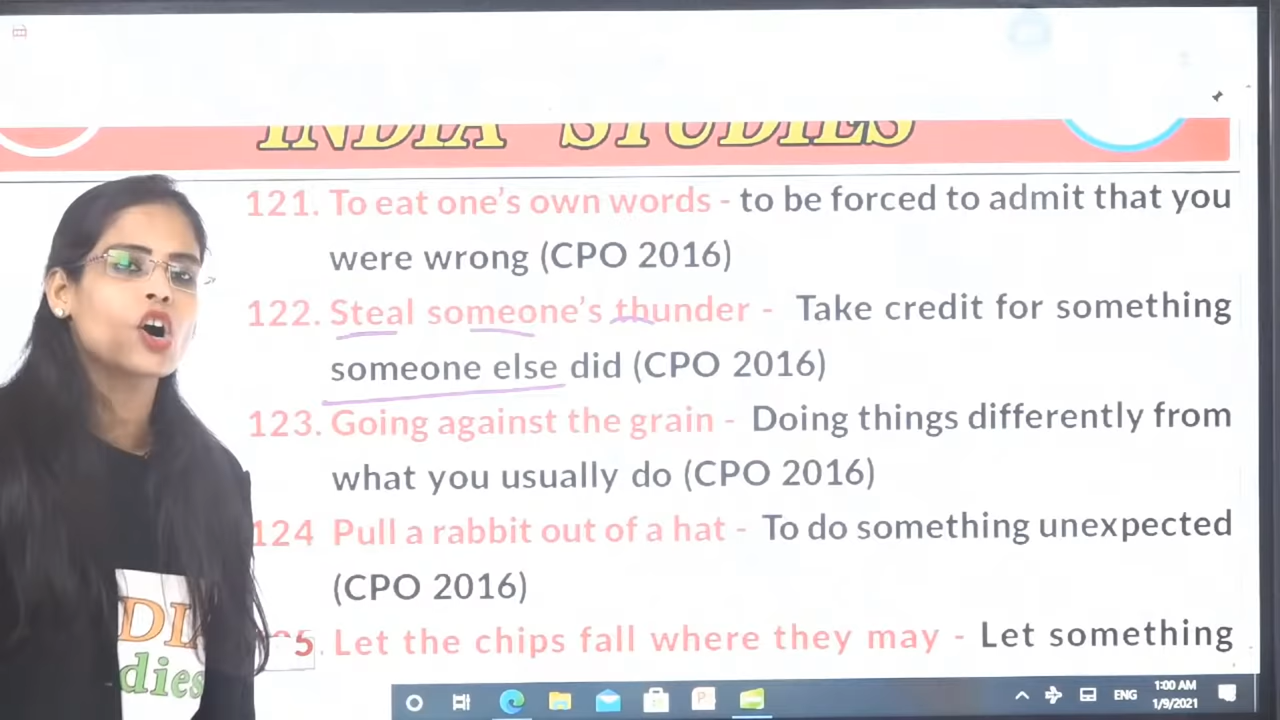 INDIA STUDIES
121. To eat one's own words - to be forced to admit that you
were wrong (CPO 2016)
122. Steal someone's thunder - Take credit for something
someone else did (CPO 2016)
123. Going against the grain - Doing things differently from
what you usually do (CPO 2016)
124 Pull a rabbit out of a hat - To do something unexpected
(CPO 2016)
5. Let the chips fall where they may - Let something
DI
dies
ENG
1:00 AM
1/9/2021